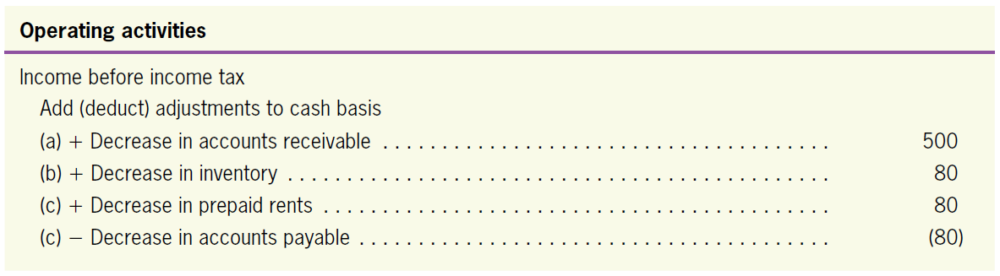 Operating activities
Income before income tax
Add (deduct) adjustments to cash basis
(a) + Decrease in accounts receivable . . . . . . . . . . . . . . . . . . . . . . . . . . . . . . . . . . . . . . 500
(b) + Decrease in inventory . . . . . . . . . . . . . . . . . . . . . . . . . . . . . . . . . . . . . . . . . . . . . . 80
(c) + Decrease in prepaid rents . . . . . . . . . . . . . . . . . . . . . . . . . . . . . . . . . . . . . . . . . . . 80
(c) − Decrease in accounts payable . . . . . . . . . . . . . . . . . . . . . . . . . . . . . . . . . . . . . . . . (80)